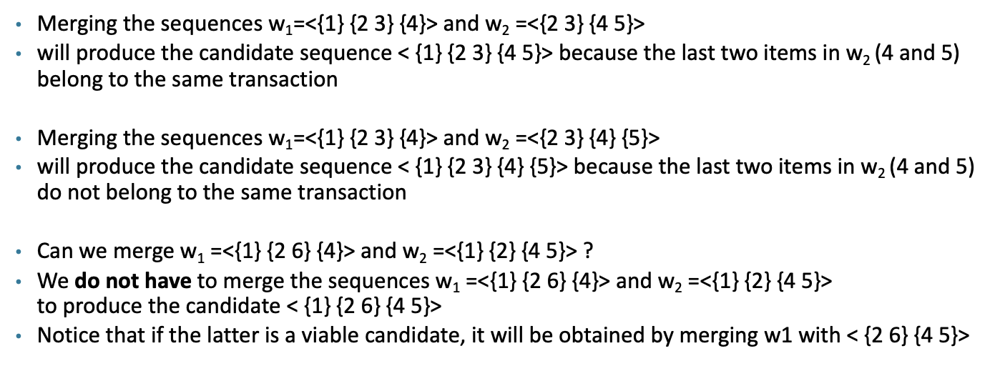 • Merging the sequences w₁=<{1} {2 3} {4}> and w₂ =<{2 3} {4 5}>
• will produce the candidate sequence < {1} {2 3} {4 5}> because the last two items in w₂ (4 and 5)
belong to the same transaction
• Merging the sequences w₁=<{1} {2 3} {4}> and w₂ =<{2 3} {4} {5}>
• will produce the candidate sequence < {1} {2 3} {4} {5}> because the last two items in w₂ (4 and 5)
do not belong to the same transaction
• Can we merge w₁ =<{1} {2 6} {4}> and w₂ =<{1} {2} {4 5}> ?
• We do not have to merge the sequences w₁ =<{1} {2 6} {4}> and w₂ =<{1} {2} {4 5}>
to produce the candidate < {1} {2 6} {4 5}>
• Notice that if the latter is a viable candidate, it will be obtained by merging w1 with < {2 6} {4 5}>